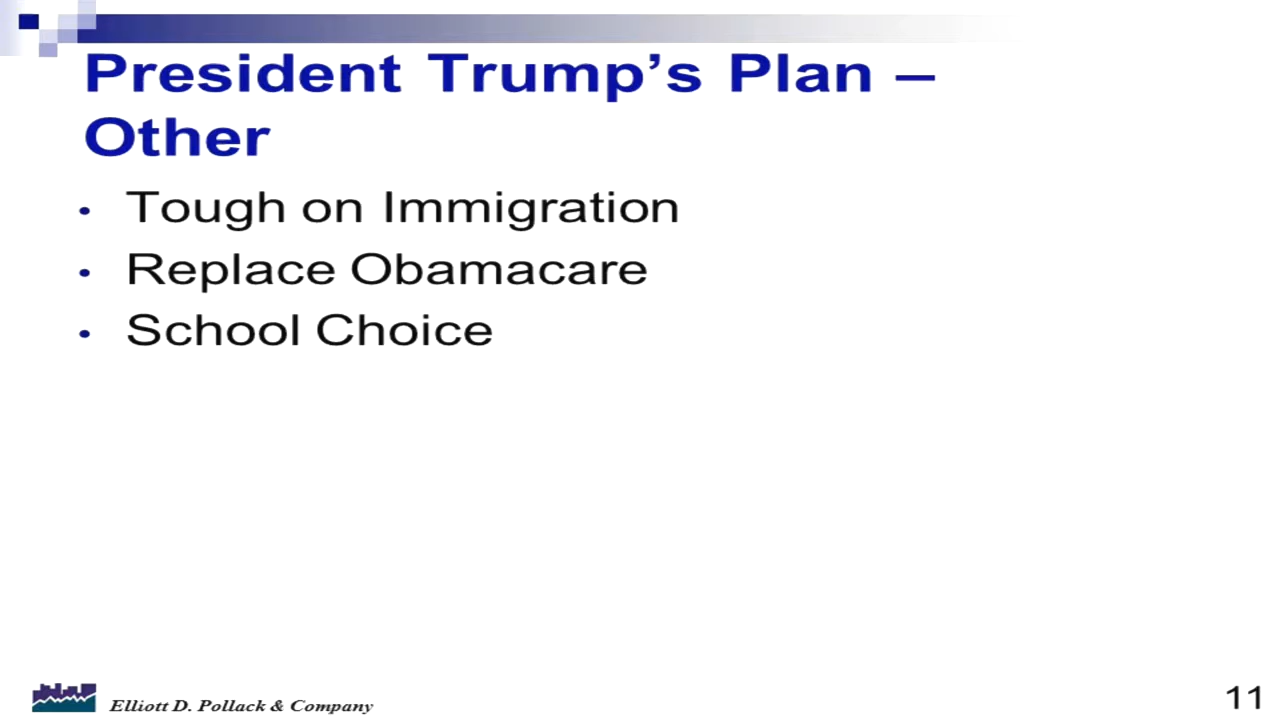 President Trump’s Plan –
Other
• Tough on Immigration
• Replace Obamacare
• School Choice
Elliott D. Pollack & Company
11